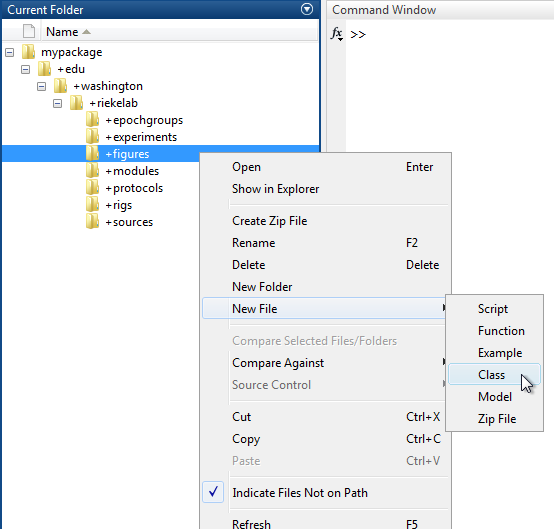 Current Folder
Name
mypackage
+edu
+washington
+riekelab
+epochgroups
+experiments
+figures
+modules
+protocols
+rigs
+sources
Command Window
fx >>
Open Enter
Show in Explorer
Create Zip File
Rename F2
Delete Delete
New Folder
New File
Compare Selected Files/Folders
Compare Against
Source Control
Cut Ctrl+X
Copy Ctrl+C
Paste Ctrl+V
Indicate Files Not on Path
Refresh F5
Script
Function
Example
Class
Model
Zip File